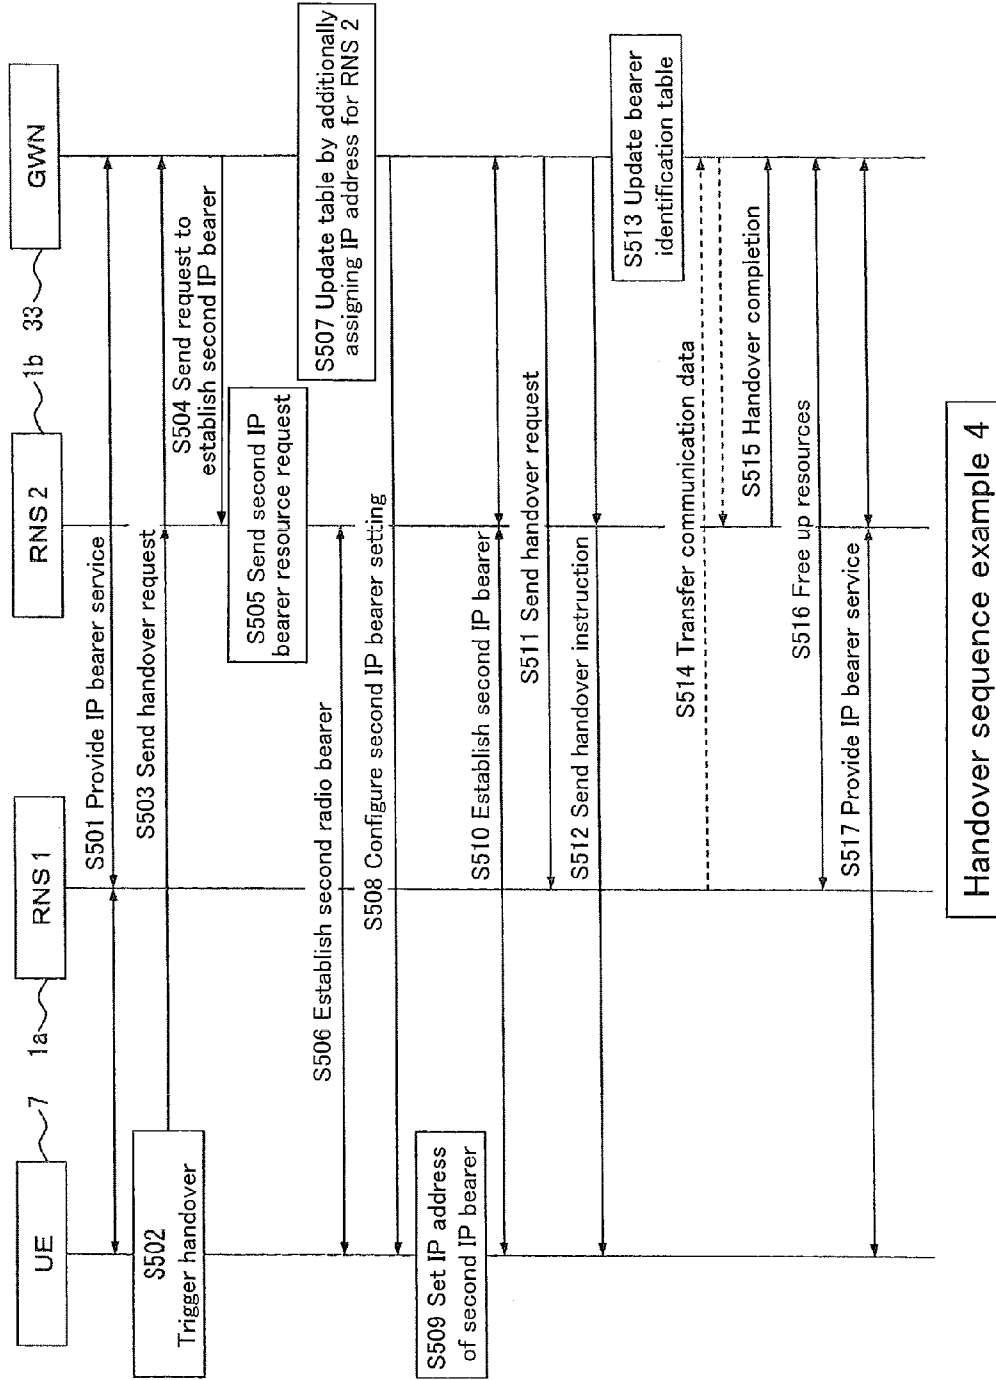 UE
7
RNS 1
1a
RNS 2
1b
GWN
33
S501 Provide IP bearer service
S502
Trigger handover
S503 Send handover request
S504 Send request to
establish second IP bearer
S505 Send second IP
bearer resource request
S506 Establish second radio bearer
S507 Update table by additionally
assigning IP address for RNS 2
S508 Configure second IP bearer setting
S509 Set IP address
of second IP bearer
S510 Establish second IP bearer
S511 Send handover request
S512 Send handover instruction
S513 Update bearer
identification table
S514 Transfer communication data
S515 Handover completion
S516 Free up resources
S517 Provide IP bearer service
Handover sequence example 4